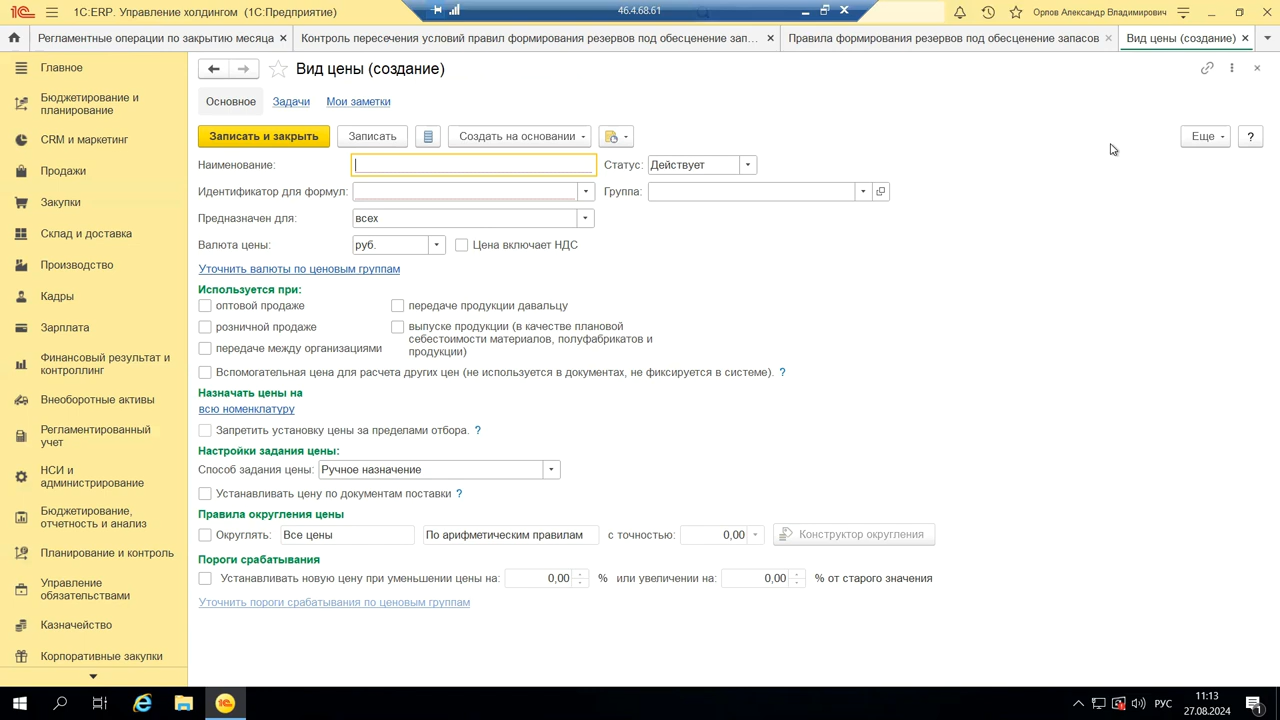 1С:ERP. Управление холдингом (1С:Предприятие)
46.4.68.61
Орлов Александр Владимирович
Регламентные операции по закрытию месяца
Контроль пересечения условий правил формирования резервов под обесценение зап...
Правила формирования резервов под обесценение запасов
Вид цены (создание)
Главное
Бюджетирование и
планирование
CRM и маркетинг
Продажи
Закупки
Склад и доставка
Производство
Кадры
Зарплата
Финансовый результат и
контроллинг
Внеоборотные активы
Регламентированный
учет
НСИ и
администрирование
Бюджетирование,
отчетность и анализ
Планирование и контроль
Управление
обязательствами
Казначейство
Корпоративные закупки
Вид цены (создание)
Основное
Задачи
Мои заметки
Записать и закрыть
Записать
Создать на основании
Еще
?
Наименование:
Статус: Действует
Идентификатор для формул:
Группа:
Предназначен для: всех
Валюта цены: руб.
Цена включает НДС
Уточнить валюты по ценовым группам
Используется при:
оптовой продаже
передаче продукции давальцу
розничной продаже
выпуске продукции (в качестве плановой
себестоимости материалов, полуфабрикатов и
продукции)
передаче между организациями
Вспомогательная цена для расчета других цен (не используется в документах, не фиксируется в системе). ?
Назначать цены на
всю номенклатуру
Запретить установку цены за пределами отбора. ?
Настройки задания цены:
Способ задания цены: Ручное назначение
Устанавливать цену по документам поставки ?
Правила округления цены
Округлять: Все цены По арифметическим правилам с точностью: 0,00 Конструктор округления
Пороги срабатывания
Устанавливать новую цену при уменьшении цены на: 0,00 % или увеличении на: 0,00 % от старого значения
Уточнить пороги срабатывания по ценовым группам
РУС
11:13
27.08.2024
1